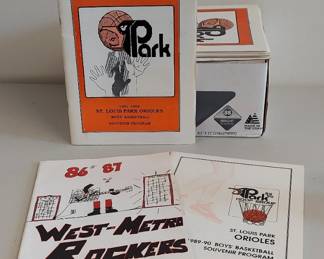 Park
ST. LOUIS PARK ORIOLES
BOYS' BASKETBALL
SOUVENIR PROGRAM
86 87
WEST-METRO
ROCKERS
Park
ST. LOUIS PARK
ORIOLES
'989-90 BOYS' BASKETBALL
SOUVENIR PROGRAM